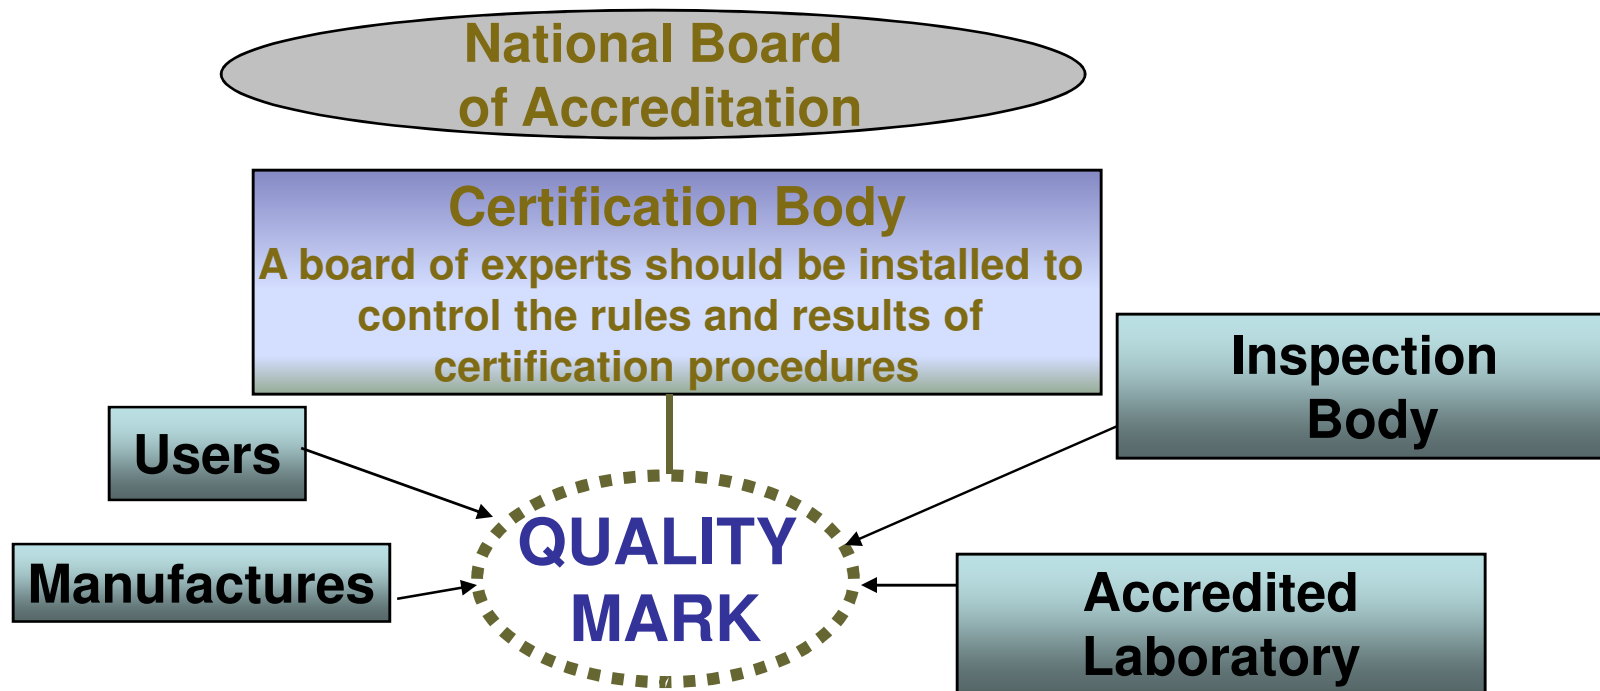 National Board
of Accreditation
Certification Body
A board of experts should be installed to
control the rules and results of
certification procedures
Inspection
Body
Users
QUALITY
MARK
Manufactures
Accredited
Laboratory